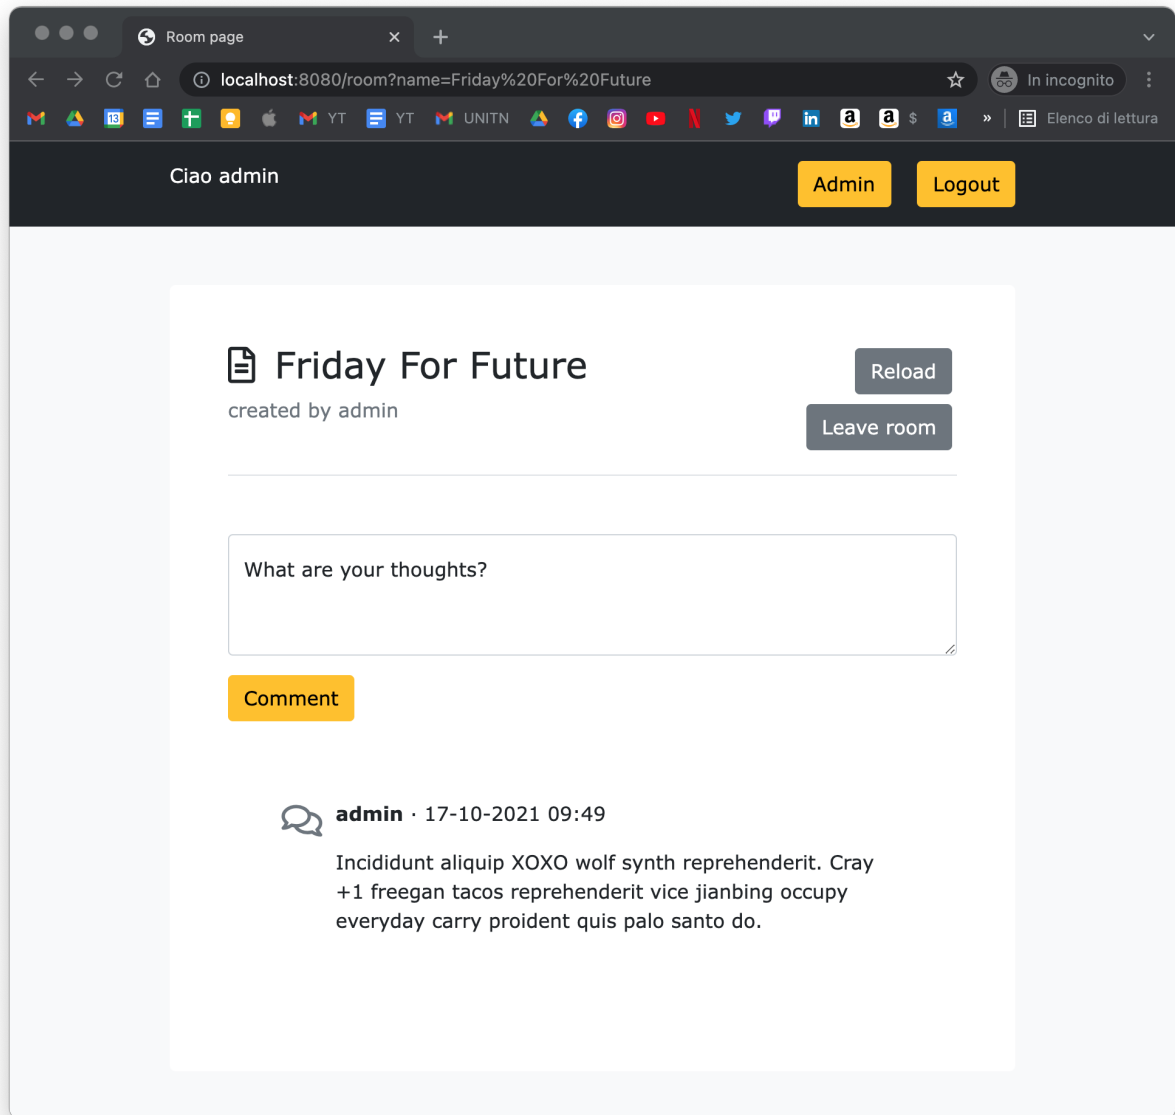 Room page
localhost:8080/room?name=Friday%20For%20Future
In incognito
13 YT YT UNITN in a a $ a » Elenco di lettura
Ciao admin
Admin Logout
Friday For Future
Reload
created by admin
Leave room
What are your thoughts?
Comment
admin · 17-10-2021 09:49
Incididunt aliquip XOXO wolf synth reprehenderit. Cray
+1 freegan tacos reprehenderit vice jianbing occupy
everyday carry proident quis palo santo do.